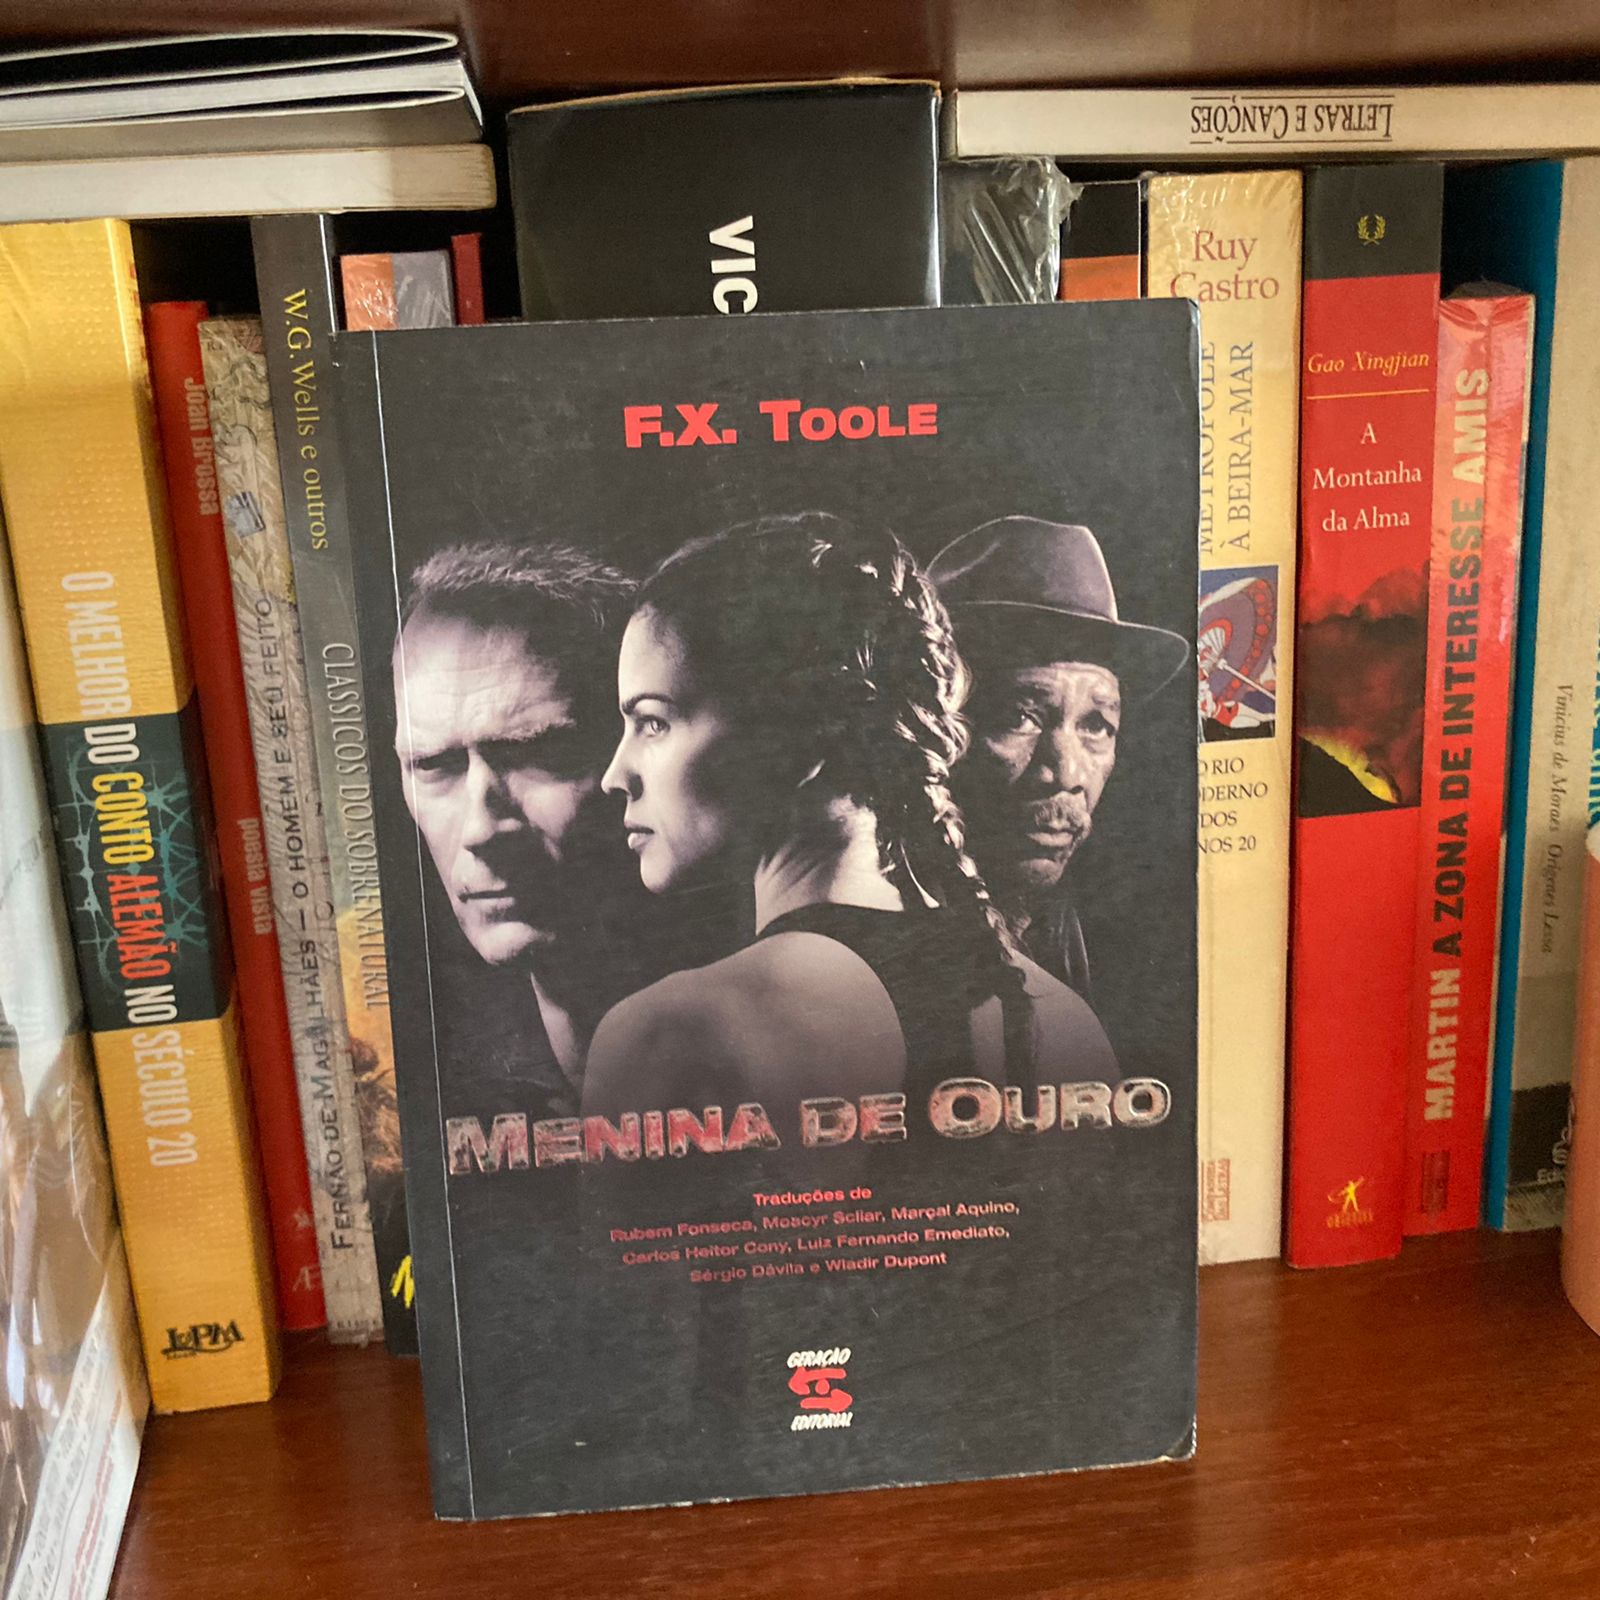 LETRAS E CANÇÕES
VIC
O MELHOR DO CONTO ALEMÃO NO SÉCULO 20
L&PM
Joan Brossa
poesia vista
FERNÃO DE MAGALHÃES — O HOMEM E SEU FEITO
W.G.Wells e outros
CLÁSSICOS DO SOBRENATURAL
F.X. TOOLE
MENINA DE OURO
Traduções de
Rubem Fonseca, Moacyr Scliar, Marçal Aquino,
Carlos Heitor Cony, Luiz Fernando Emediato,
Sérgio Dávila e Wladir Dupont
GERAÇÃO
EDITORIAL
Ruy
Castro
METRÓPOLE
À BEIRA-MAR
O RIO
MODERNO
DOS
ANOS 20
Gao Xingjian
A
Montanha
da Alma
OBJETIVA
MARTIN AMIS
A ZONA DE INTERESSE
Vinicius de Moraes Orígenes Lessa